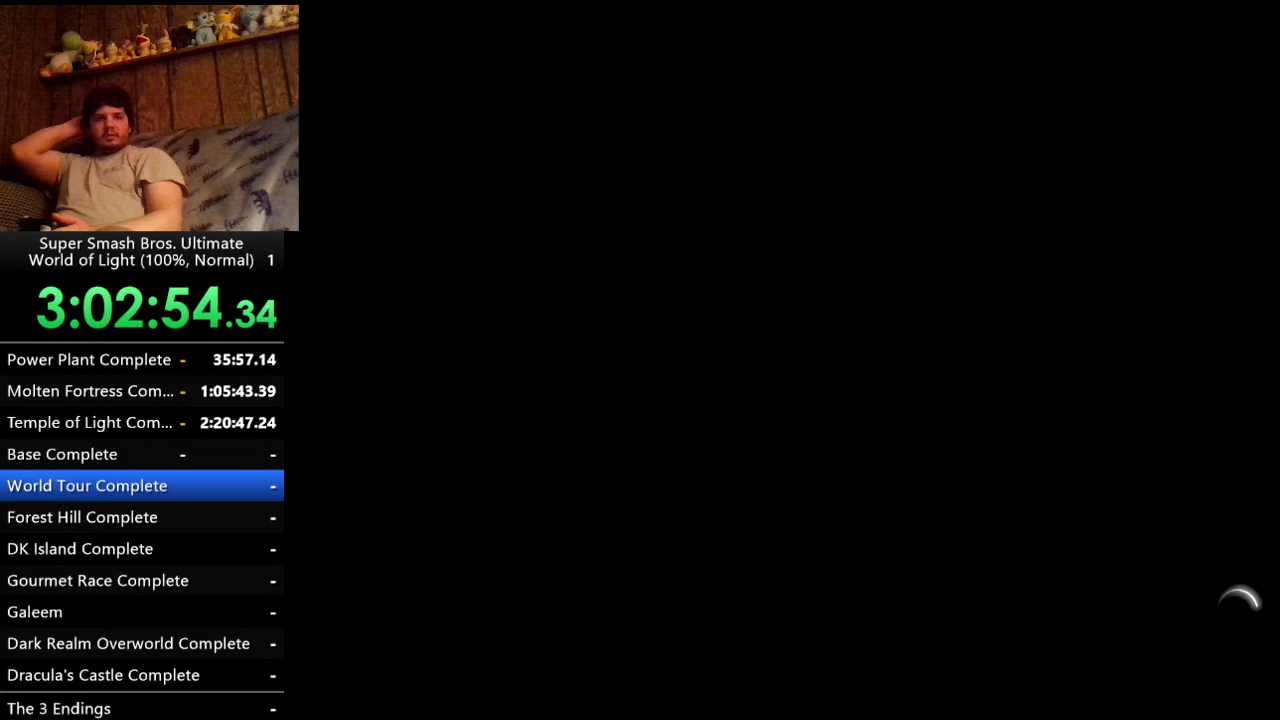 Super Smash Bros. Ultimate
World of Light (100%, Normal) 1
3:02:54.34
Power Plant Complete - 35:57.14
Molten Fortress Com... - 1:05:43.39
Temple of Light Com... - 2:20:47.24
Base Complete - -
World Tour Complete -
Forest Hill Complete -
DK Island Complete -
Gourmet Race Complete -
Galeem -
Dark Realm Overworld Complete -
Dracula's Castle Complete -
The 3 Endings -